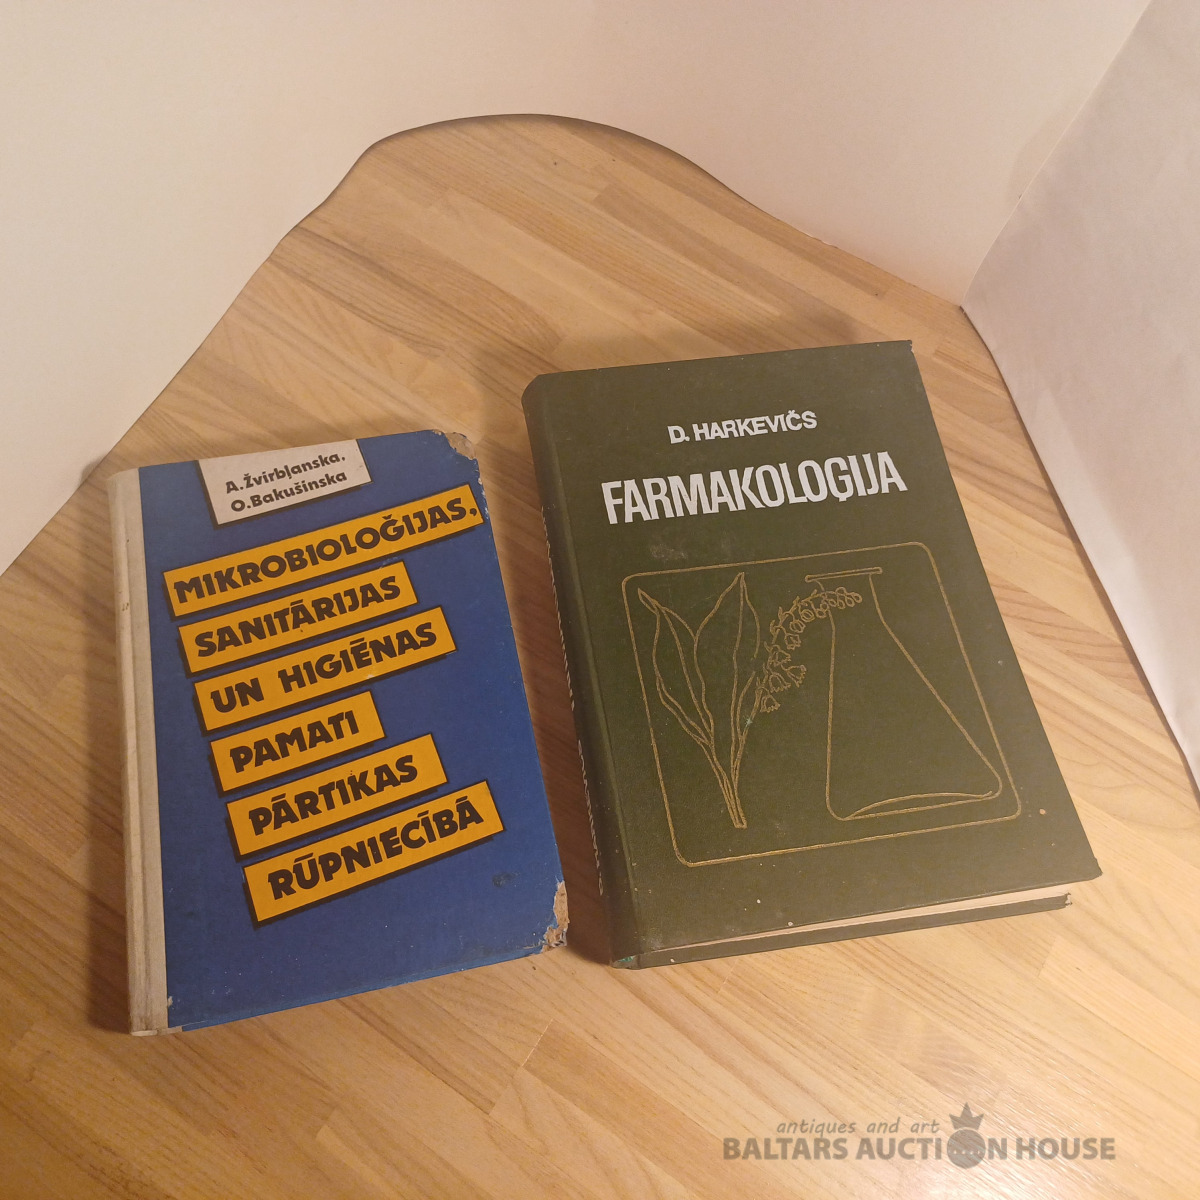 A.Žvirbļanska,
O.Bakušinska
MIKROBIOLOĢIJAS,
SANITĀRIJAS
UN HIGIĒNAS
PAMATI
PĀRTIKAS
RŪPNIECĪBĀ
D. HARKEVIČS
FARMAKOLOĢIJA
antiques and art
BALTARS AUCTION HOUSE